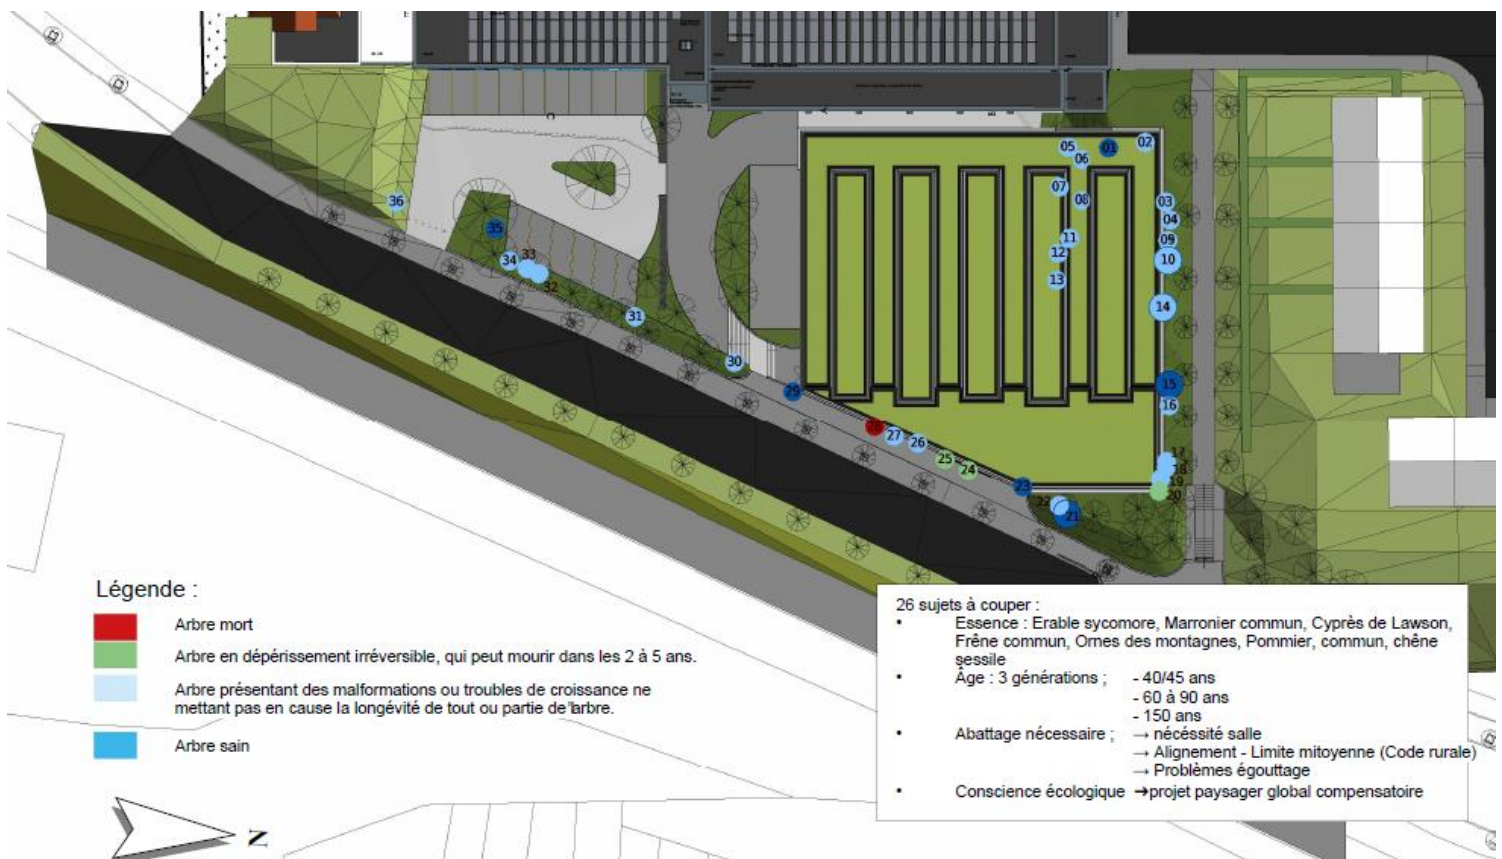 05
06
01
02
07
08
03
04
36
35
11
12
09
10
34
33
13
32
14
31
30
29
15
16
28
27
26
25
24
17
18
19
20
23
22
21
Légende :
Arbre mort
Arbre en dépérissement irréversible, qui peut mourir dans les 2 à 5 ans.
Arbre présentant des malformations ou troubles de croissance ne
mettant pas en cause la longévité de tout ou partie de l'arbre.
Arbre sain
N
26 sujets à couper :
• Essence : Erable sycomore, Marronier commun, Cyprès de Lawson,
Frêne commun, Ornes des montagnes, Pommier, commun, chêne
sessile
• Âge : 3 générations ; - 40/45 ans
- 60 à 90 ans
- 150 ans
• Abattage nécessaire ; → nécéssité salle
→ Alignement - Limite mitoyenne (Code rurale)
→ Problèmes égouttage
• Conscience écologique ➔projet paysager global compensatoire